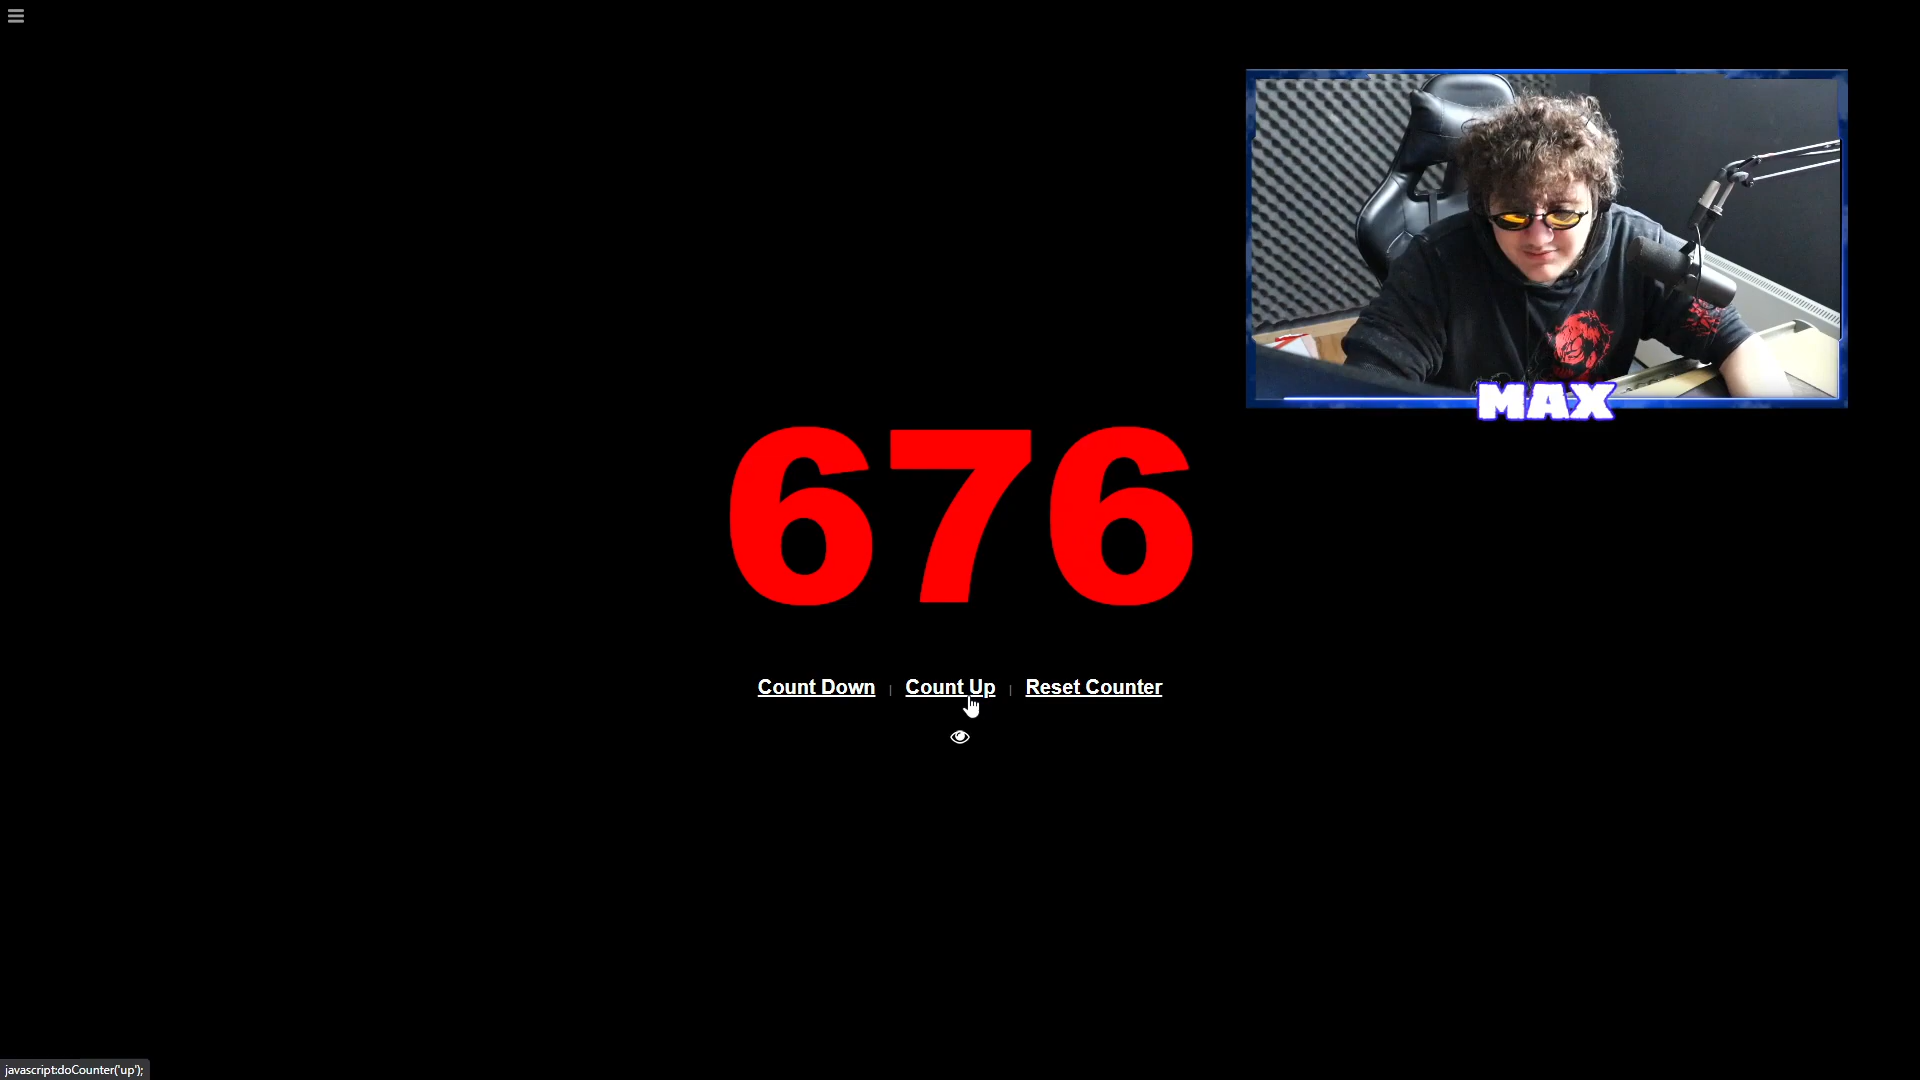 MAX
676
Count Down | Count Up | Reset Counter
javascript:doCounter('up');